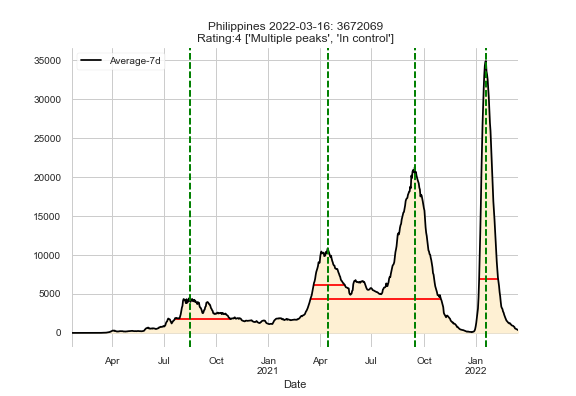 Philippines 2022-03-16: 3672069
Rating:4 ['Multiple peaks', 'In control']
Average-7d
35000
30000
25000
20000
15000
10000
5000
0
Apr Jul Oct Jan Apr Jul Oct Jan
2021 2022
Date